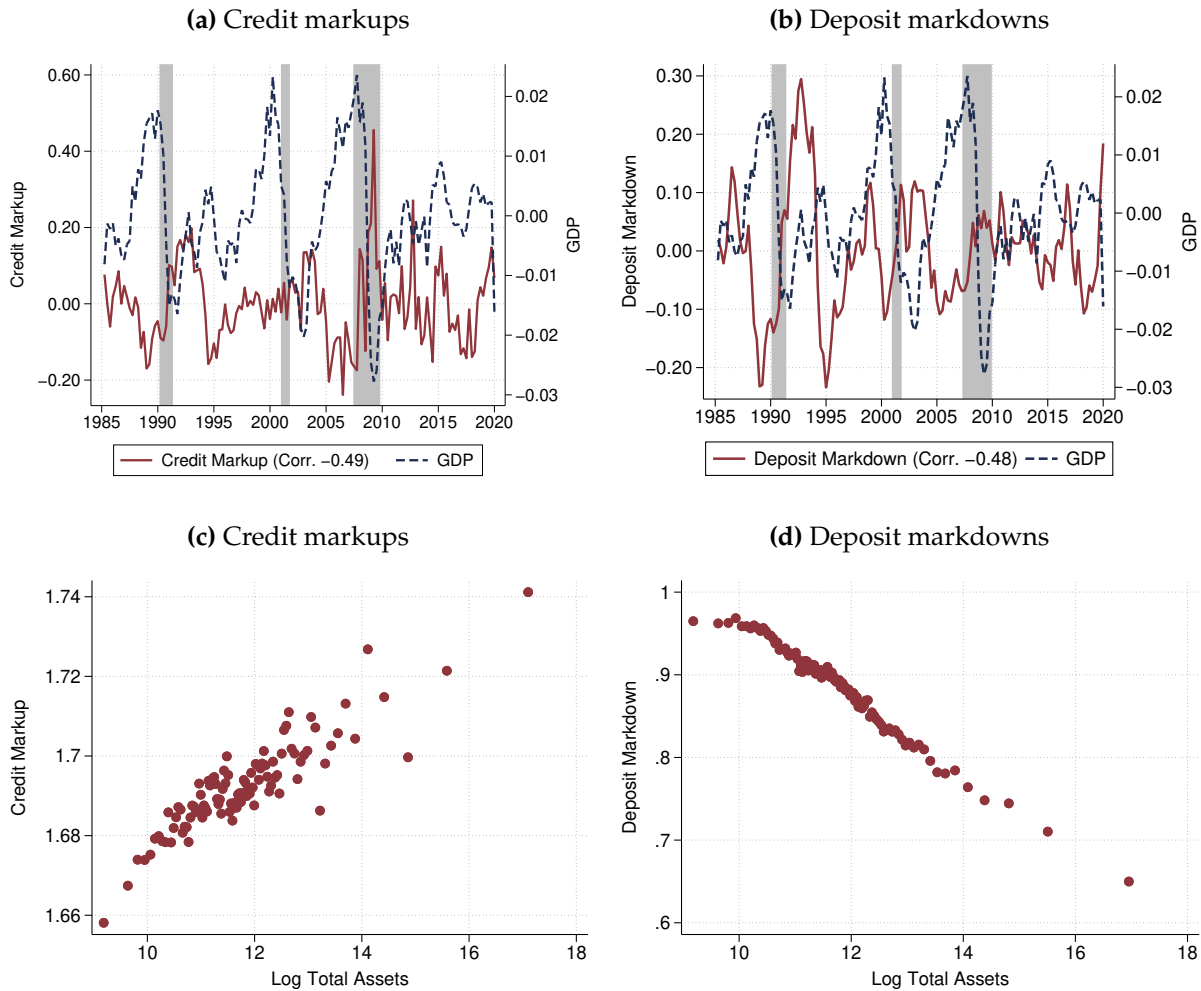 (a) Credit markups
0.60
0.40
0.20
0.00
−0.20
Credit Markup
0.02
0.01
0.00
−0.01
−0.02
−0.03
GDP
1985 1990 1995 2000 2005 2010 2015 2020
Credit Markup (Corr. −0.49) GDP
(b) Deposit markdowns
0.30
0.20
0.10
0.00
−0.10
−0.20
Deposit Markdown
0.02
0.01
0.00
−0.01
−0.02
−0.03
GDP
1985 1990 1995 2000 2005 2010 2015 2020
Deposit Markdown (Corr. −0.48) GDP
(c) Credit markups
1.74
1.72
1.7
1.68
1.66
Credit Markup
10 12 14 16 18
Log Total Assets
(d) Deposit markdowns
1
.9
.8
.7
.6
Deposit Markdown
10 12 14 16 18
Log Total Assets